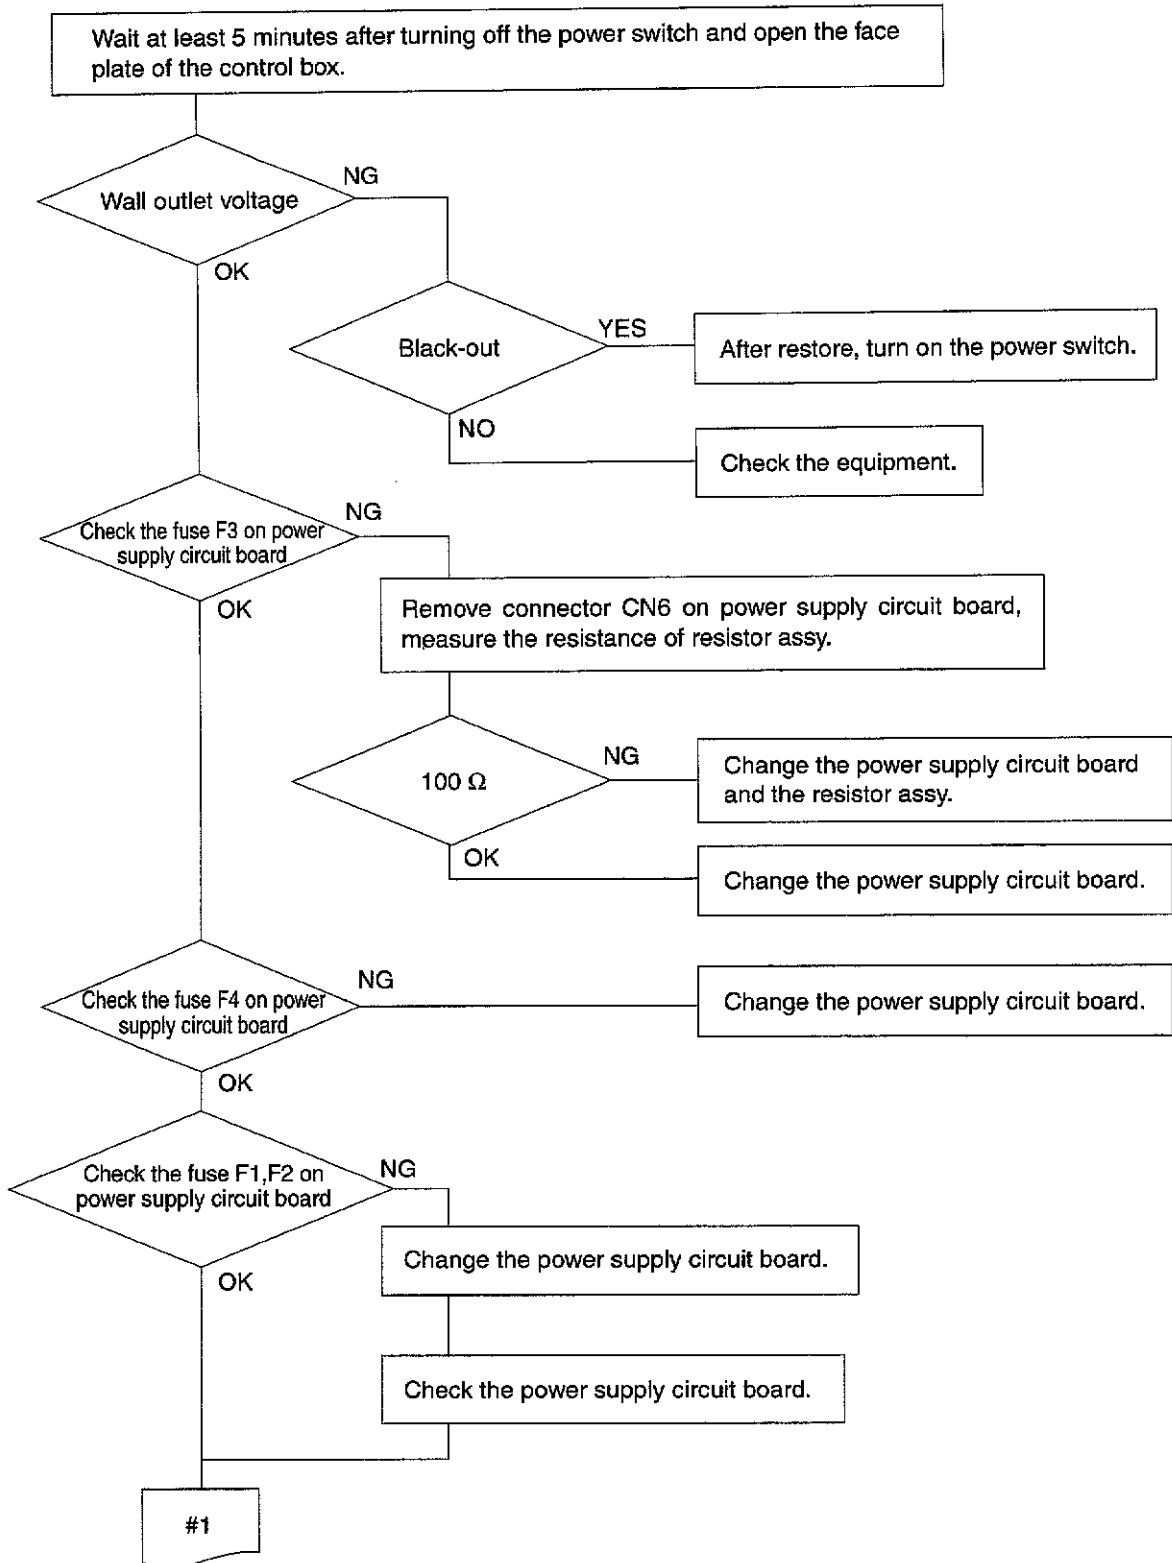 Wait at least 5 minutes after turning off the power switch and open the face
plate of the control box.
Wall outlet voltage
NG
OK
Black-out
YES
After restore, turn on the power switch.
NO
Check the equipment.
Check the fuse F3 on power
supply circuit board
NG
OK
Remove connector CN6 on power supply circuit board,
measure the resistance of resistor assy.
100 Ω
NG
Change the power supply circuit board
and the resistor assy.
OK
Change the power supply circuit board.
Check the fuse F4 on power
supply circuit board
NG
Change the power supply circuit board.
OK
Check the fuse F1,F2 on
power supply circuit board
NG
Change the power supply circuit board.
OK
Check the power supply circuit board.
#1